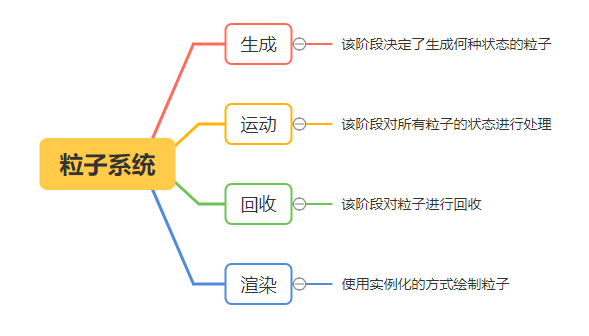 粒子系统
生成
该阶段决定了生成何种状态的粒子
运动
该阶段对所有粒子的状态进行处理
回收
该阶段对粒子进行回收
渲染
使用实例化的方式绘制粒子